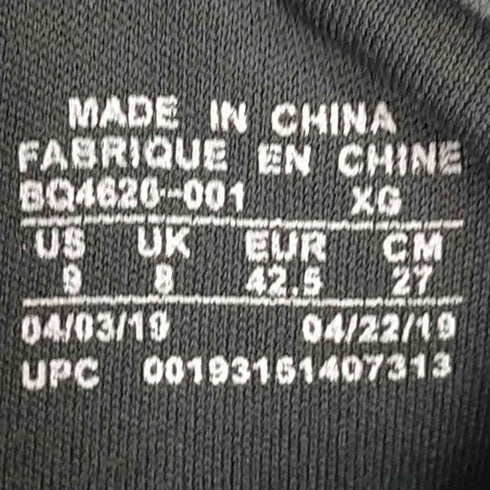 MADE IN CHINA
FABRIQUE EN CHINE
BQ4620-001 XG
US UK EUR CM
9 8 42.5 27
04/03/19 04/22/19
UPC 00193151407313